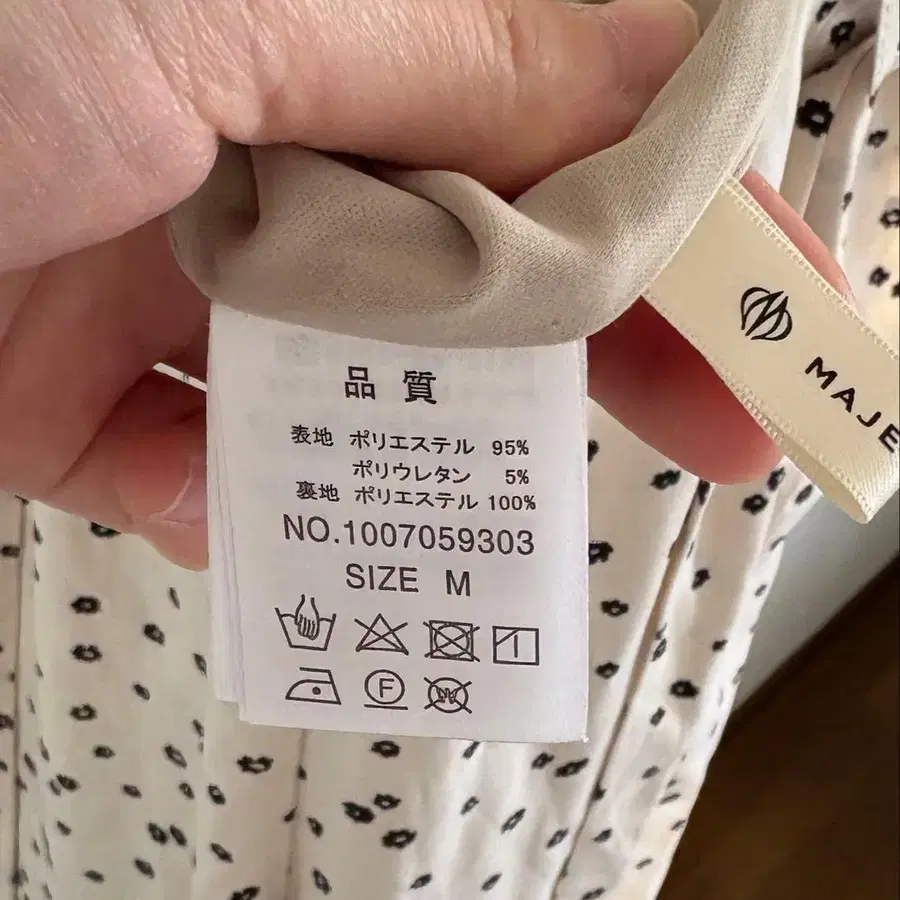 品質
表地 ポリエステル 95%
ポリウレタン 5%
裏地 ポリエステル 100%
NO.1007059303
SIZE M
F
MAJE